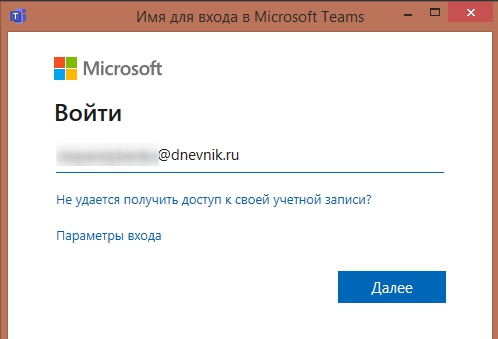 Имя для входа в Microsoft Teams
Microsoft
Войти
@dnevnik.ru
Не удается получить доступ к своей учетной записи?
Параметры входа
Далее